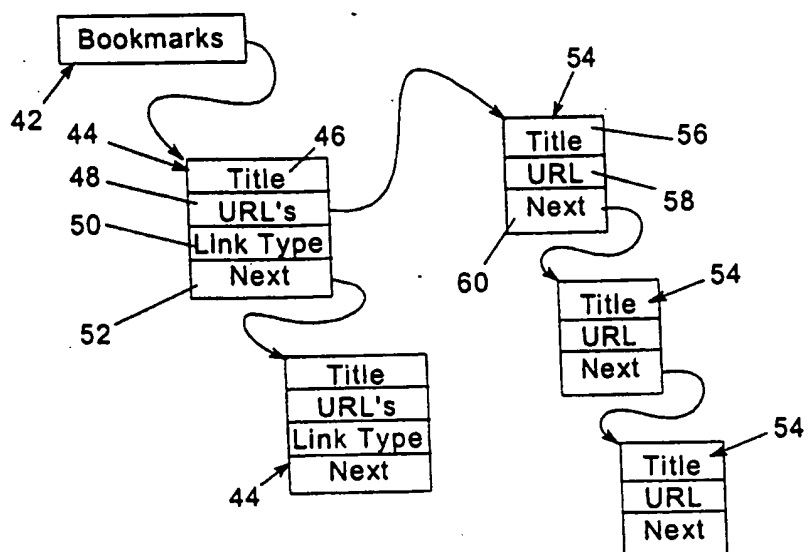 Bookmarks
42
44
46
Title
48
URL's
50
Link Type
Next
52
Title
URL's
Link Type
Next
44
54
Title
56
URL
58
Next
60
Title
54
URL
Next
Title
54
URL
Next